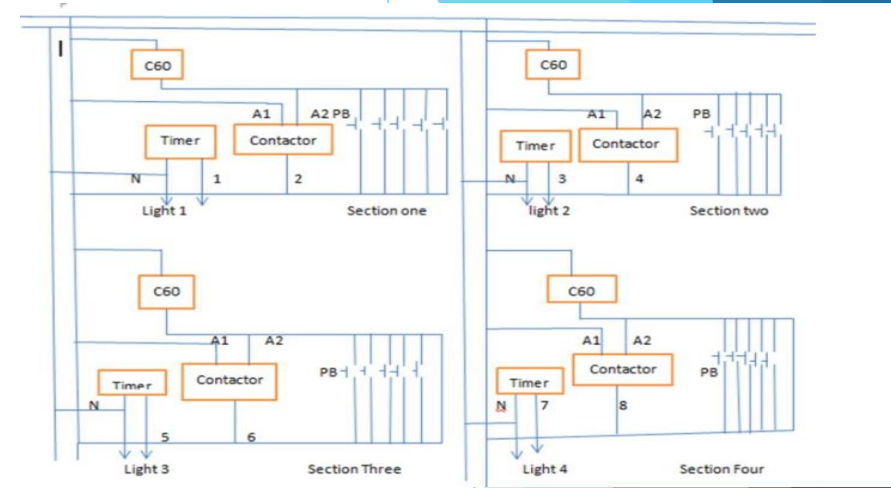 C60
A1 A2 PB
Timer Contactor
N 1 2
Light 1 Section one
C60
A1 A2 PB
Timer Contactor
N 3 4
light 2 Section two
C60
A1 A2
Timer Contactor PB
N
5 6
Light 3 Section Three
C60
A1 A2
Timer Contactor PB
N 7 8
Light 4 Section Four